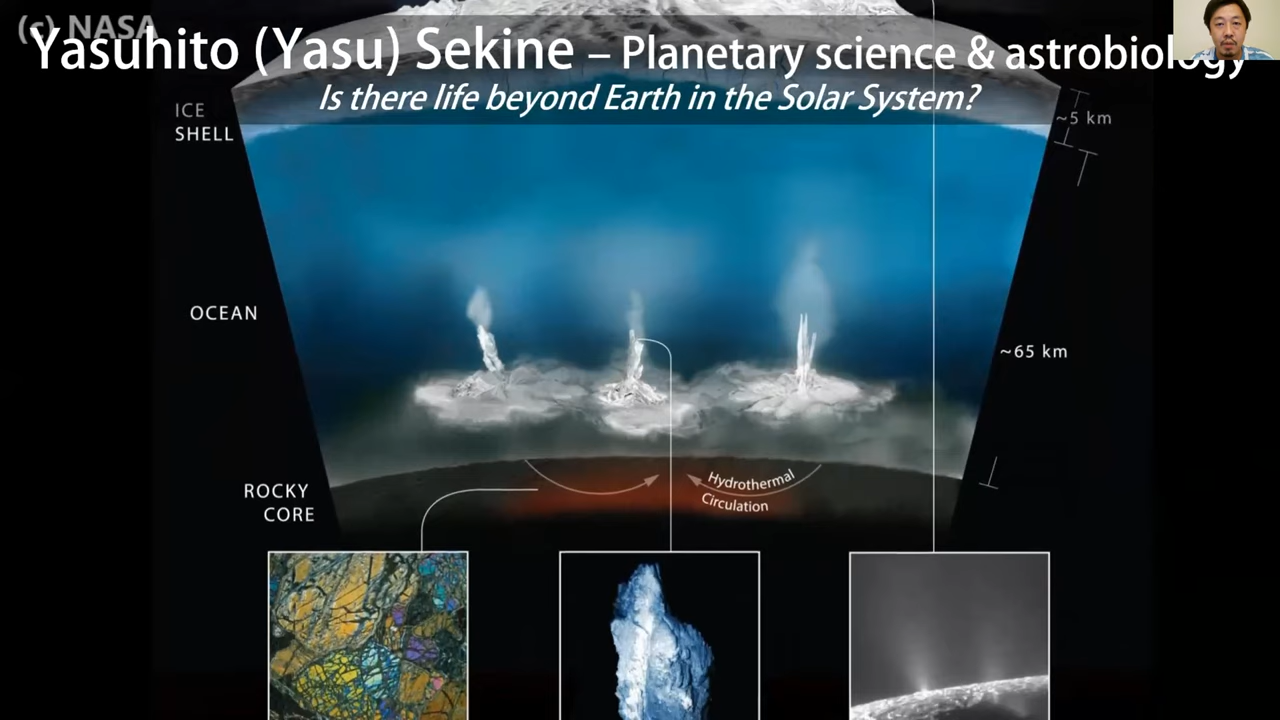 (c) NASA
Yasuhito (Yasu) Sekine – Planetary science & astrobiology
Is there life beyond Earth in the Solar System?
ICE
SHELL
~5 km
OCEAN
~65 km
ROCKY
CORE
Hydrothermal
Circulation